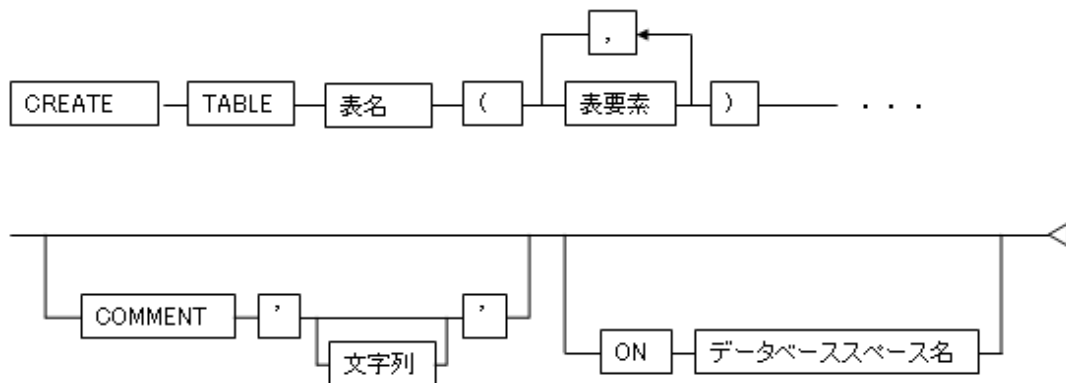 ,
CREATE TABLE 表名 ( 表要素 ) ・・・
COMMENT ' ' ON データベーススペース名
文字列